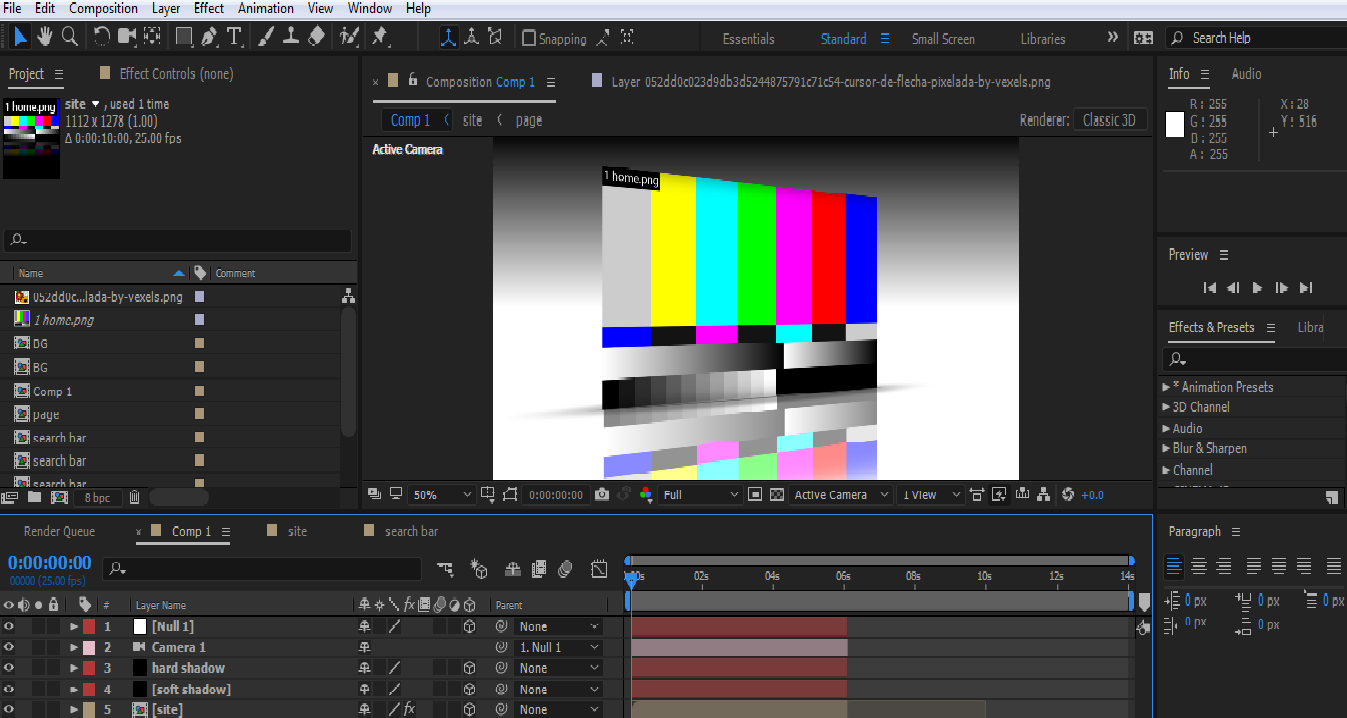 File Edit Composition Layer Effect Animation View Window Help
Snapping Essentials Standard Small Screen Libraries Search Help
Project Effect Controls (none)
1 home.png
site , used 1 time
1112 x 1278 (1.00)
Δ 0:00:10:00, 25.00 fps
Name Comment
052dd0c...lada-by-vexels.png
1 home.png
BG
BG
Comp 1
page
search bar
search bar
search bar
8 bpc
Composition Comp 1 Layer 052dd0c023d9db3d5244875791c71c54-cursor-de-flecha-pixelada-by-vexels.png
Comp 1 site page Renderer: Classic 3D
Active Camera
1 home.png
50% 0:00:00:00 Full Active Camera 1 View +0.0
Info Audio
R : 255 X : 28
G : 255 Y : 516
B : 255
A : 255
Preview
Effects & Presets Libra
* Animation Presets
3D Channel
Audio
Blur & Sharpen
Channel
Render Queue Comp 1 site search bar
0:00:00:00
00000 (25.00 fps)
:00s 02s 04s 06s 08s 10s 12s 14s
# Layer Name fx Parent
1 [Null 1] None
2 Camera 1 1. Null 1
3 hard shadow None
4 [soft shadow] None
5 [site] fx None
Paragraph
0 px 0 px 0 px
0 px 0 px